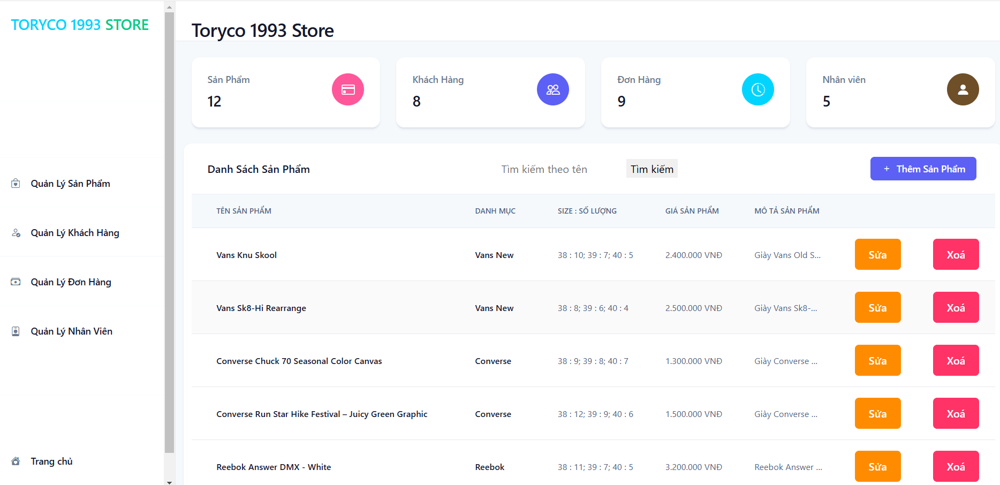 TORYCO 1993 STORE
Toryco 1993 Store
Sản Phẩm
12
Khách Hàng
8
Đơn Hàng
9
Nhân viên
5
Quản Lý Sản Phẩm
Quản Lý Khách Hàng
Quản Lý Đơn Hàng
Quản Lý Nhân Viên
Trang chủ
Danh Sách Sản Phẩm Tìm kiếm theo tên Tìm kiếm + Thêm Sản Phẩm
TÊN SẢN PHẨM DANH MỤC SIZE : SỐ LƯỢNG GIÁ SẢN PHẨM MÔ TẢ SẢN PHẨM
Vans Knu Skool Vans New 38 : 10; 39 : 7; 40 : 5 2.400.000 VNĐ Giày Vans Old S... Sửa Xoá
Vans Sk8-Hi Rearrange Vans New 38 : 8; 39 : 6; 40 : 4 2.500.000 VNĐ Giày Vans Sk8-... Sửa Xoá
Converse Chuck 70 Seasonal Color Canvas Converse 38 : 9; 39 : 8; 40 : 7 1.300.000 VNĐ Giày Converse ... Sửa Xoá
Converse Run Star Hike Festival – Juicy Green Graphic Converse 38 : 12; 39 : 9; 40 : 6 1.500.000 VNĐ Giày Converse ... Sửa Xoá
Reebok Answer DMX - White Reebok 38 : 11; 39 : 7; 40 : 5 3.200.000 VNĐ Reebok Answer ... Sửa Xoá